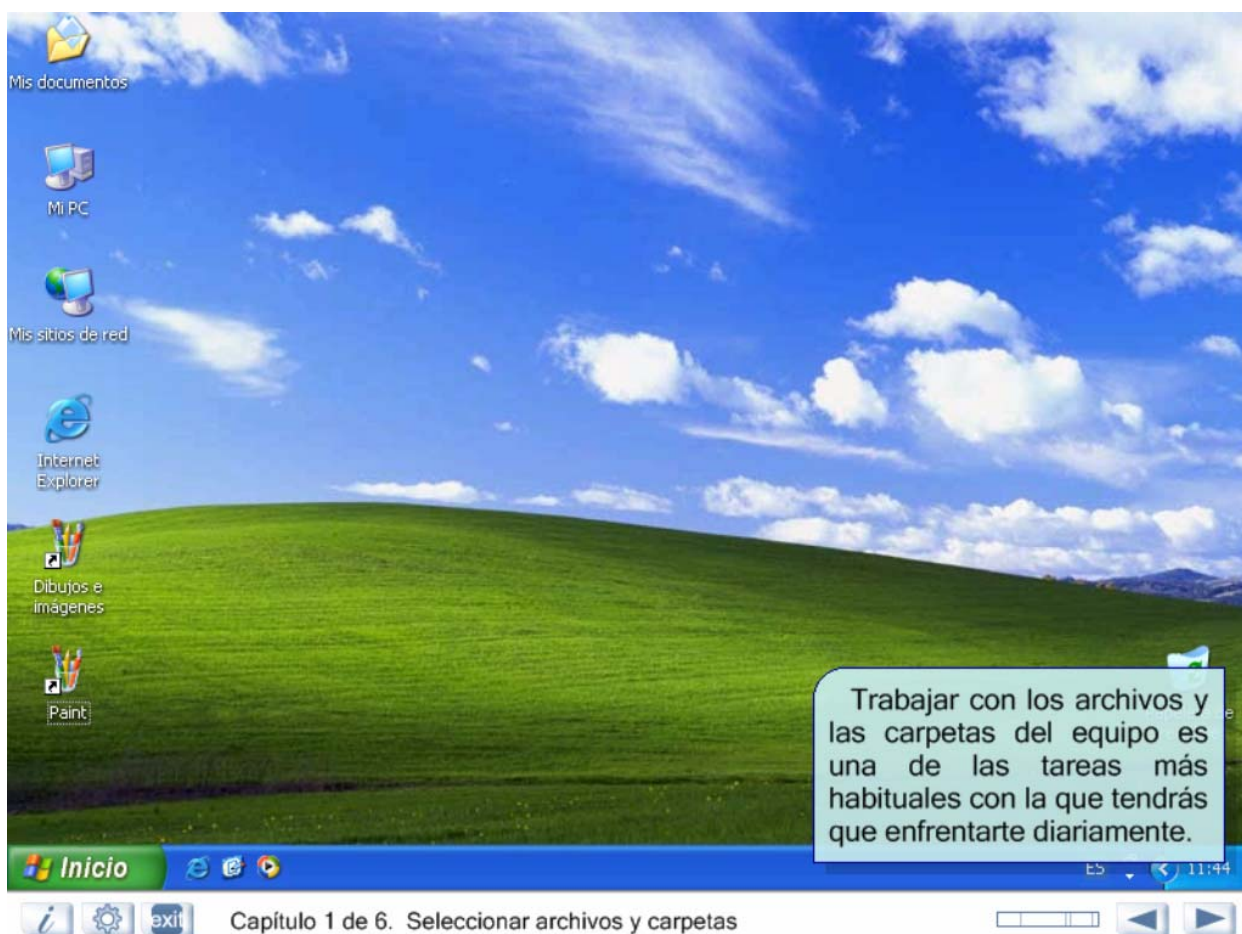 Mis documentos
Mi PC
Mis sitios de red
Internet
Explorer
Dibujos e
imágenes
Paint
Trabajar con los archivos y
las carpetas del equipo es
una de las tareas más
habituales con la que tendrás
que enfrentarte diariamente.
Inicio
ES
11:44
i
exit
Capítulo 1 de 6. Seleccionar archivos y carpetas